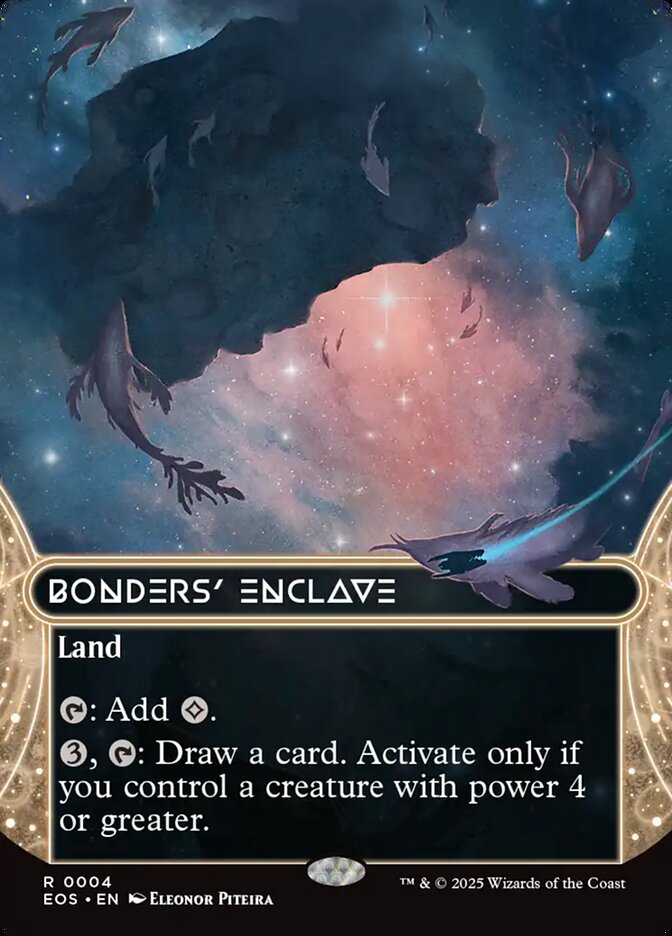 BONDERS' ENCLAVE
Land
: Add .
3, : Draw a card. Activate only if
you control a creature with power 4
or greater.
R 0004
EOS • EN Eleonor Piteira
™ & © 2025 Wizards of the Coast